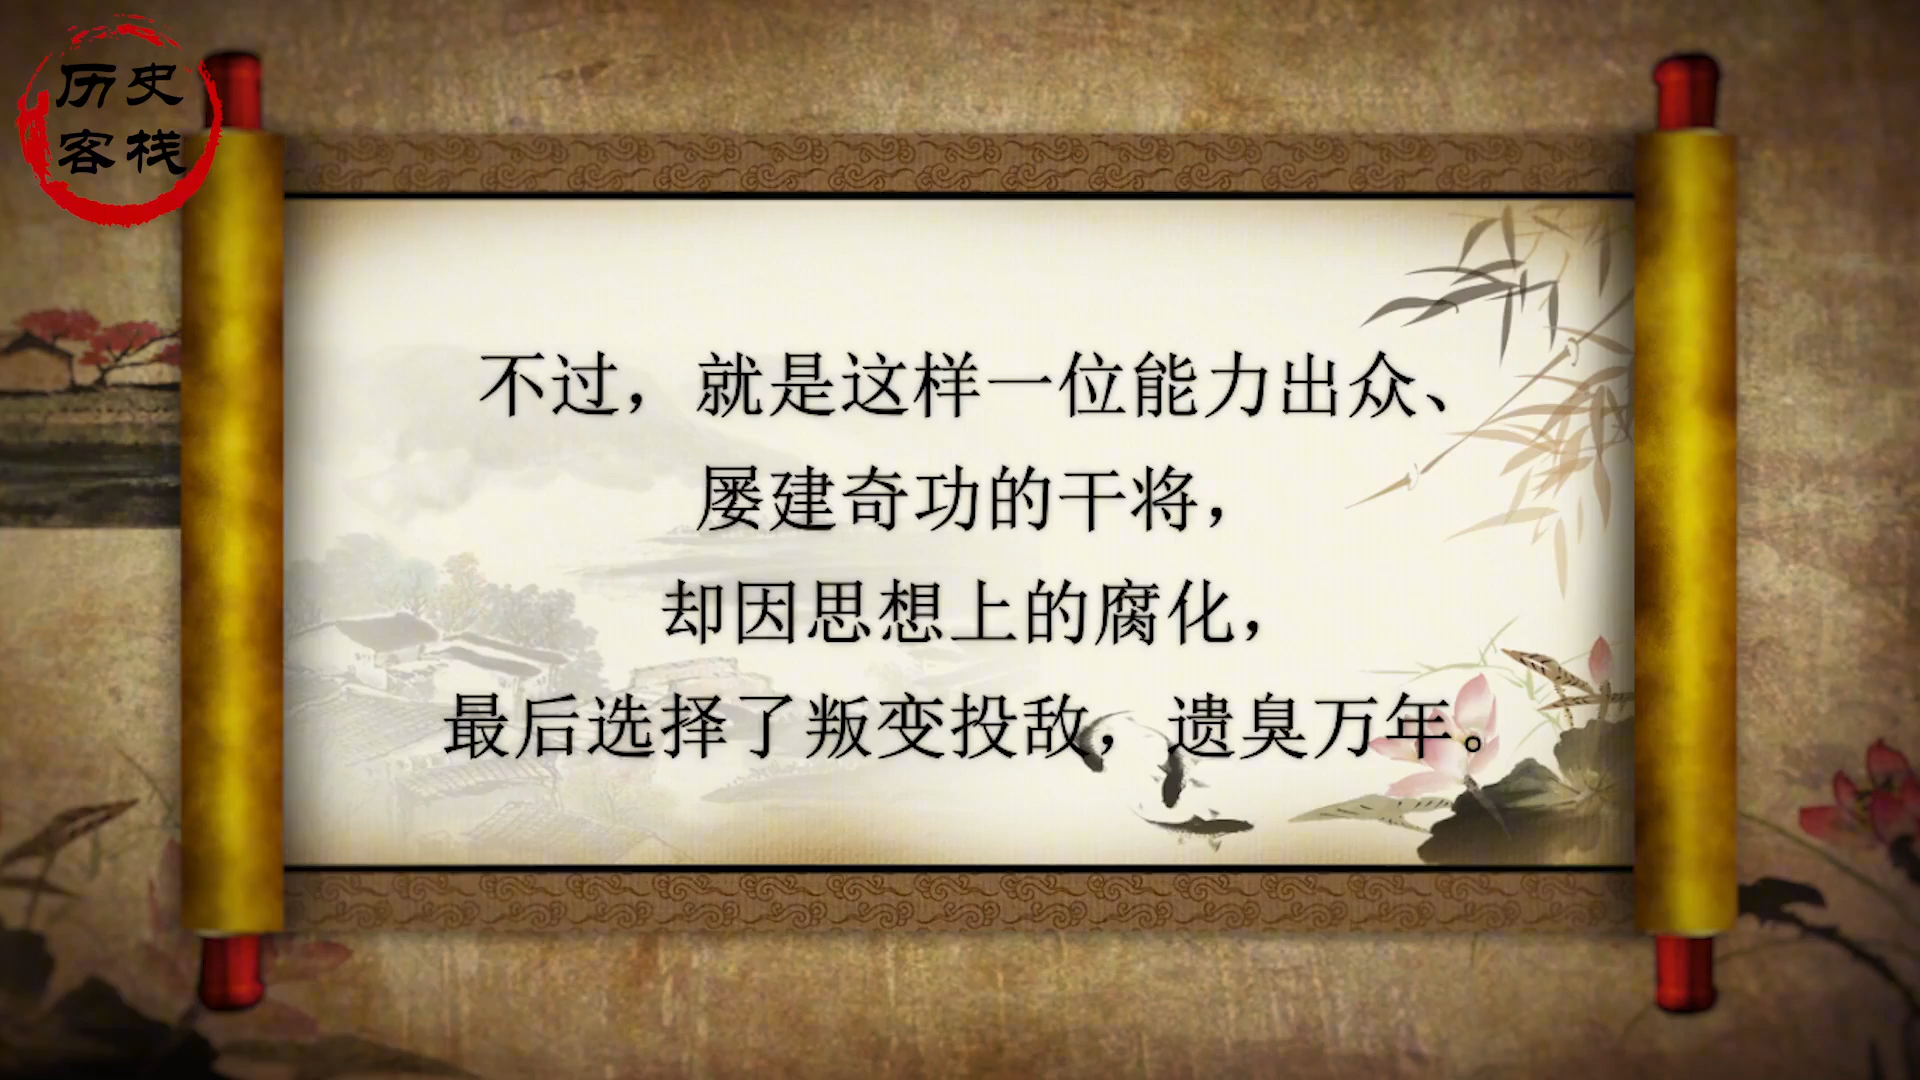 历史
客栈
不过，就是这样一位能力出众、
屡建奇功的干将，
却因思想上的腐化，
最后选择了叛变投敌，遗臭万年。